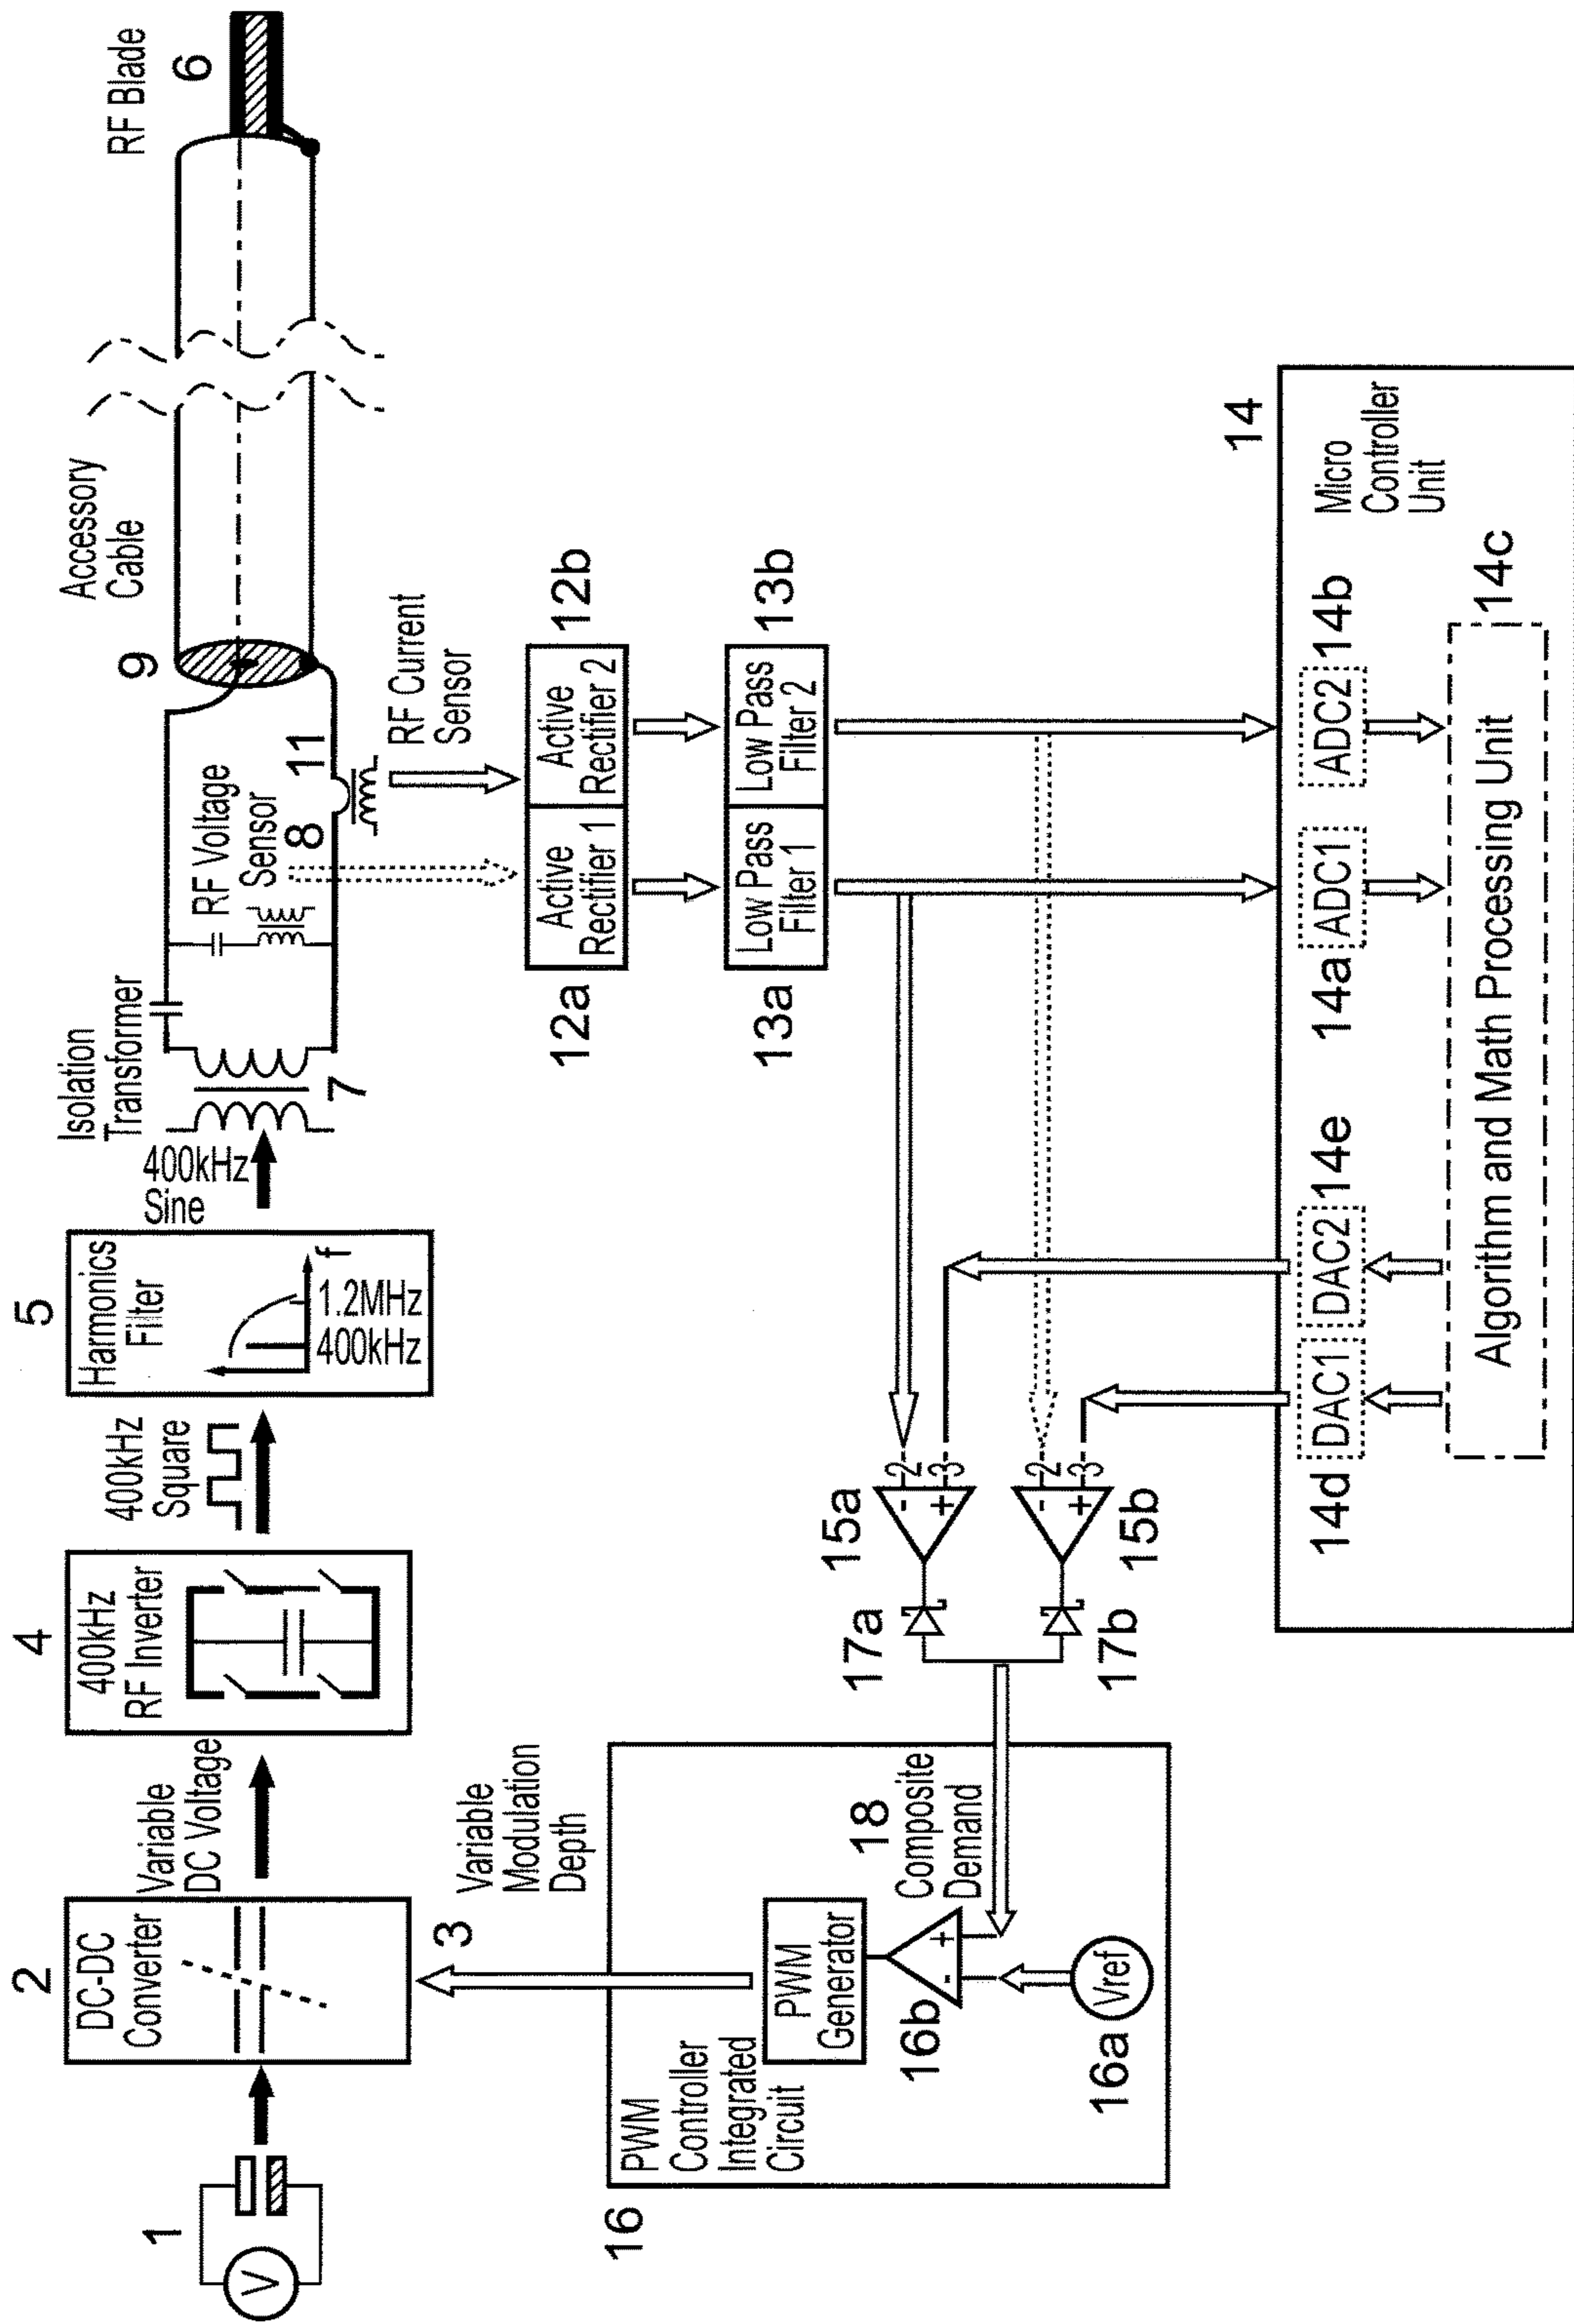 1
V
2
DC-DC
Converter
Variable
DC Voltage
4
400kHz
RF Inverter
400kHz
Square
5
Harmonics
Filter
f
1.2MHz
400kHz
400kHz
Sine
Isolation
Transformer
7
RF Voltage
Sensor
8
11
RF Current
Sensor
9
Accessory
Cable
RF Blade
6
3
Variable
Modulation
Depth
12a
Active
Rectifier 1
Active
Rectifier 2
12b
13a
Low Pass
Filter 1
Low Pass
Filter 2
13b
16
PWM
Controller
Integrated
Circuit
PWM
Generator
16b
-
+
18
Composite
Demand
16a
Vref
17a
15a
-
2
+
3
17b
15b
-
2
+
3
14
Micro
Controller
Unit
14d
DAC1
DAC2
14e
14a
ADC1
ADC2
14b
14c
Algorithm and Math Processing Unit